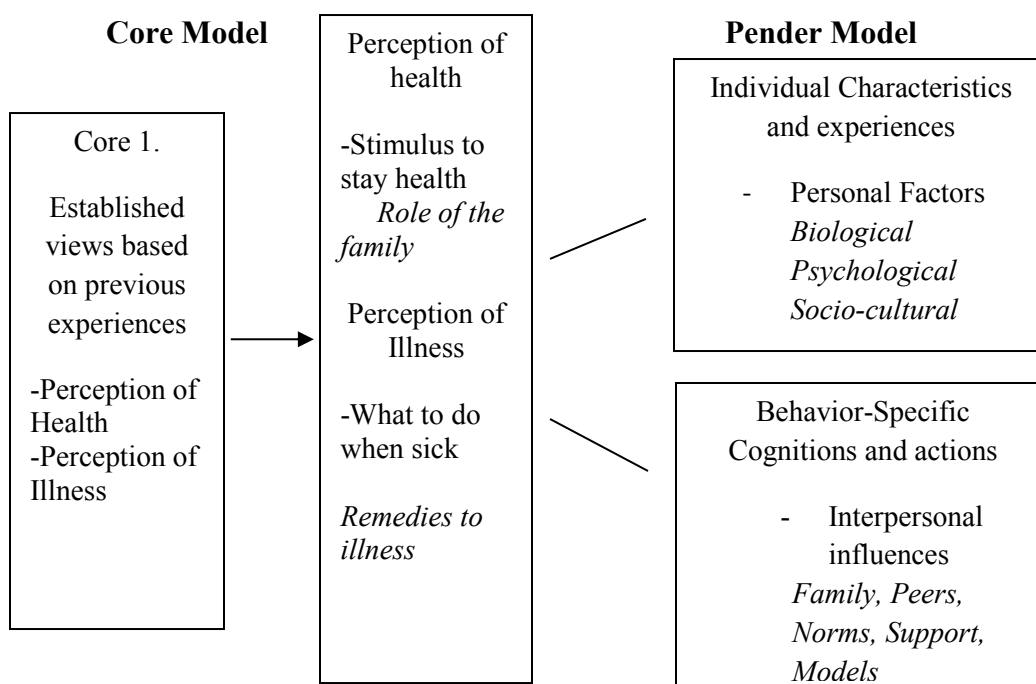 Core Model
Core 1.
Established
views based
on previous
experiences
-Perception of
Health
-Perception of
Illness
Perception of
health
-Stimulus to
stay health
Role of the
family
Perception of
Illness
-What to do
when sick
Remedies to
illness
Pender Model
Individual Characteristics
and experiences
- Personal Factors
Biological
Psychological
Socio-cultural
Behavior-Specific
Cognitions and actions
- Interpersonal
influences
Family, Peers,
Norms, Support,
Models